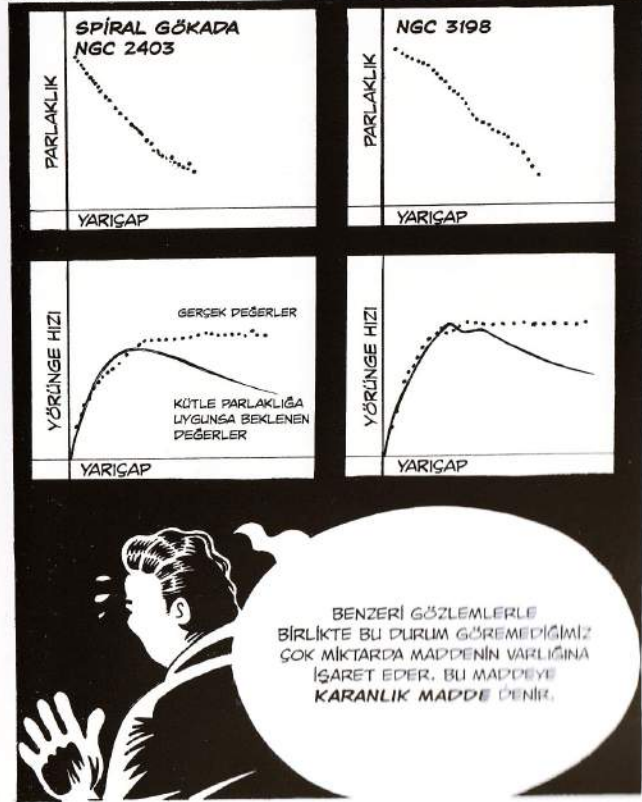 SPİRAL GÖKADA
NGC 2403
PARLAKLIK
YARIÇAP
NGC 3198
PARLAKLIK
YARIÇAP
YÖRÜNGE HIZI
GERÇEK DEĞERLER
KÜTLE PARLAKLIĞA
UYGUNSA BEKLENEN
DEĞERLER
YARIÇAP
YÖRÜNGE HIZI
YARIÇAP
BENZERİ GÖZLEMLERLE
BİRLİKTE BU DURUM GÖREMEDİĞİMİZ
ÇOK MİKTARDA MADDENİN VARLIĞINA
İŞARET EDER. BU MADDEYE
KARANLIK MADDE DENİR.